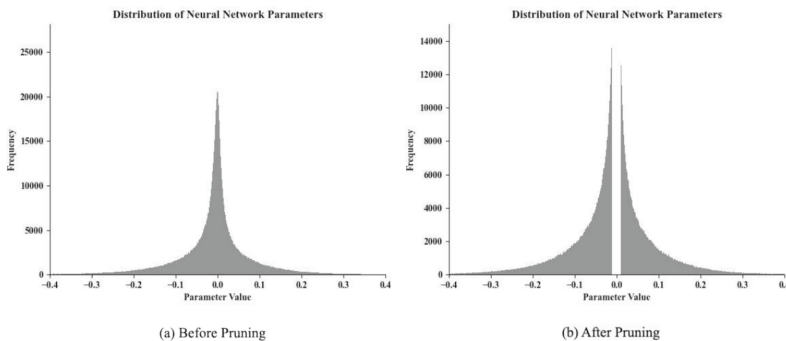 Distribution of Neural Network Parameters
25000
20000
15000
10000
5000
0
Frequency
−0.4 −0.3 −0.2 −0.1 0.0 0.1 0.2 0.3 0.4
Parameter Value
(a) Before Pruning
Distribution of Neural Network Parameters
14000
12000
10000
8000
6000
4000
2000
0
Frequency
−0.4 −0.3 −0.2 −0.1 0.0 0.1 0.2 0.3 0.4
Parameter Value
(b) After Pruning